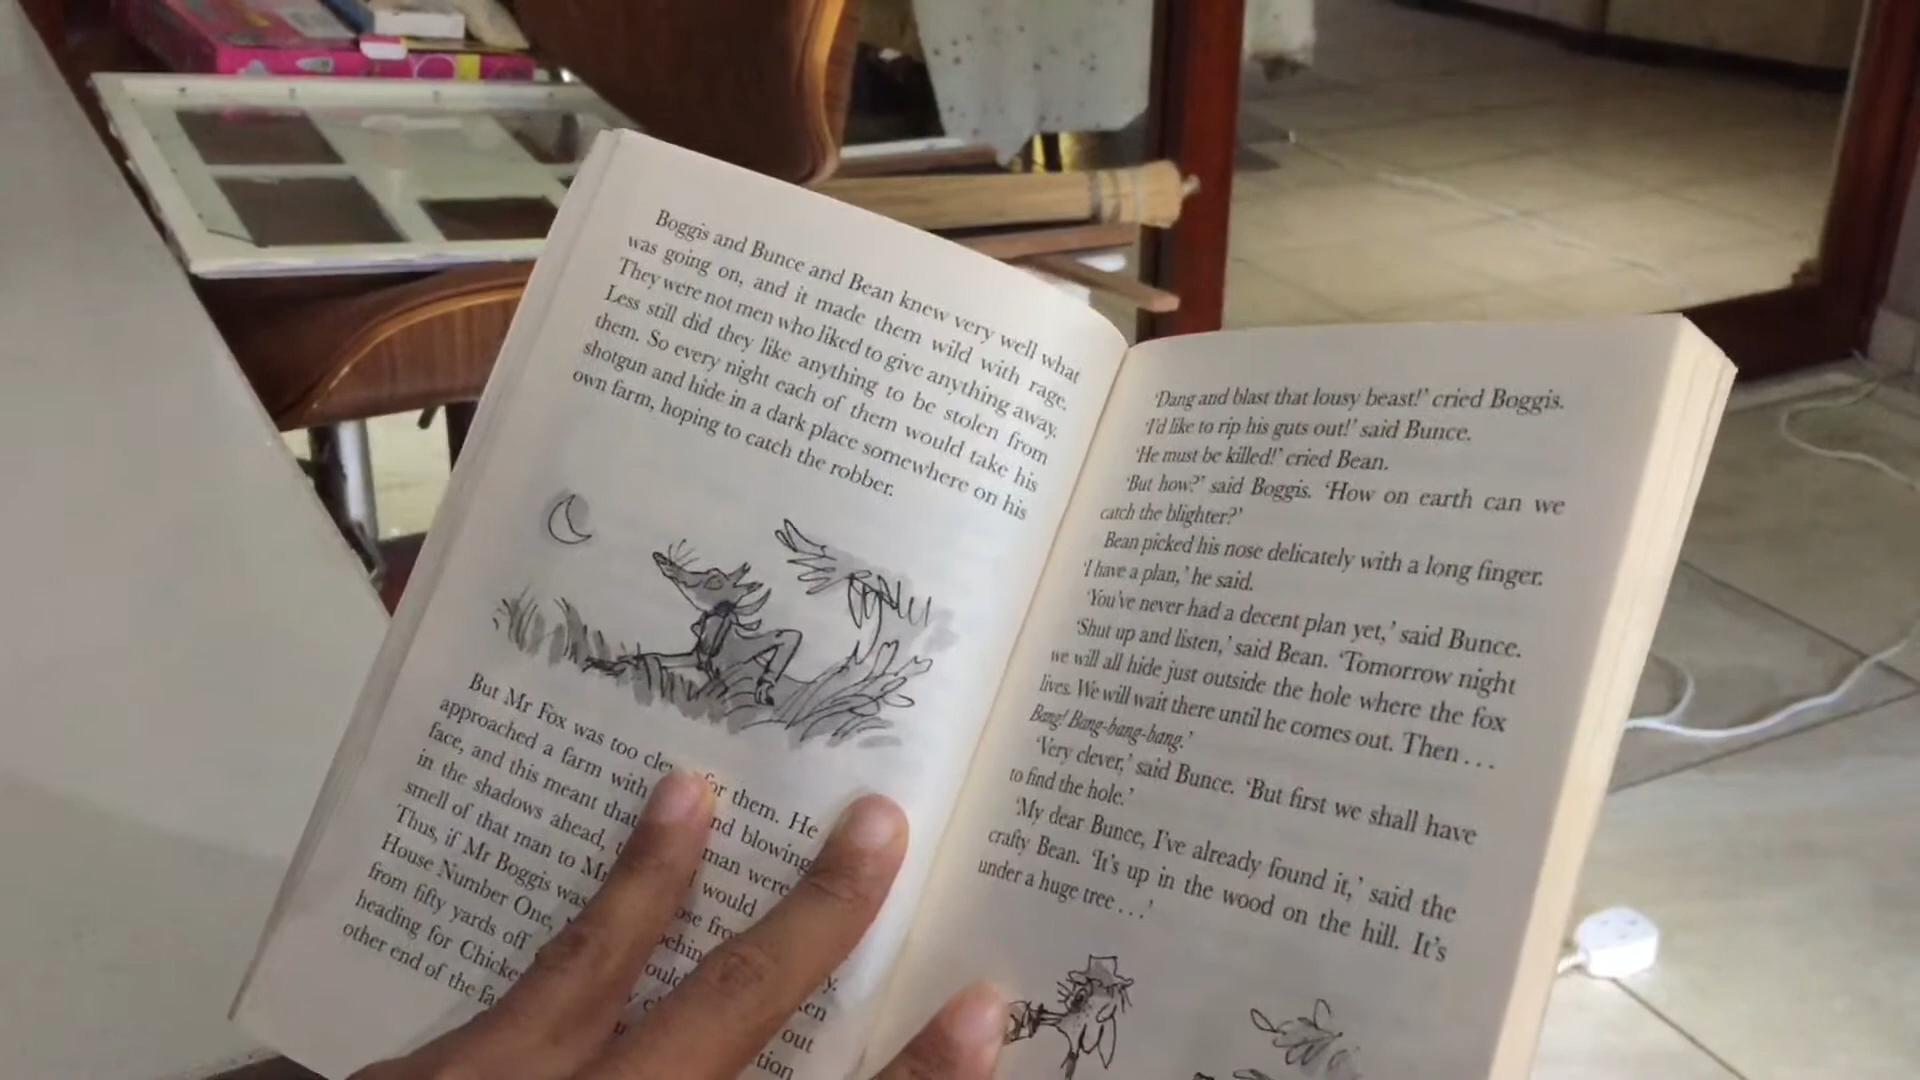 Boggis and Bunce and Bean knew very well what
was going on, and it made them wild with rage.
They were not men who liked to give anything away.
Less still did they like anything to be stolen from
them. So every night each of them would take his
shotgun and hide in a dark place somewhere on his
own farm, hoping to catch the robber.
But Mr Fox was too for them. He
approached a farm with blowing
face, and this meant that man were
in the shadows ahead, would
smell of that man to
Thus, if Mr Boggis was
House Number One,
from fifty yards off
heading for
other end of the
out
‘Dang and blast that lousy beast!’ cried Boggis.
‘I’d like to rip his guts out!’ said Bunce.
‘He must be killed!’ cried Bean.
‘But how?’ said Boggis. ‘How on earth can we
catch the blighter?’
Bean picked his nose delicately with a long finger.
‘I have a plan,’ he said.
‘You’ve never had a decent plan yet,’ said Bunce.
‘Shut up and listen,’ said Bean. ‘Tomorrow night
we will all hide just outside the hole where the fox
lives. We will wait there until he comes out. Then . . .
Bang! Bang-bang-bang.’
‘Very clever,’ said Bunce. ‘But first we shall have
to find the hole.’
‘My dear Bunce, I’ve already found it,’ said the
crafty Bean. ‘It’s up in the wood on the hill. It’s
under a huge tree . . .’